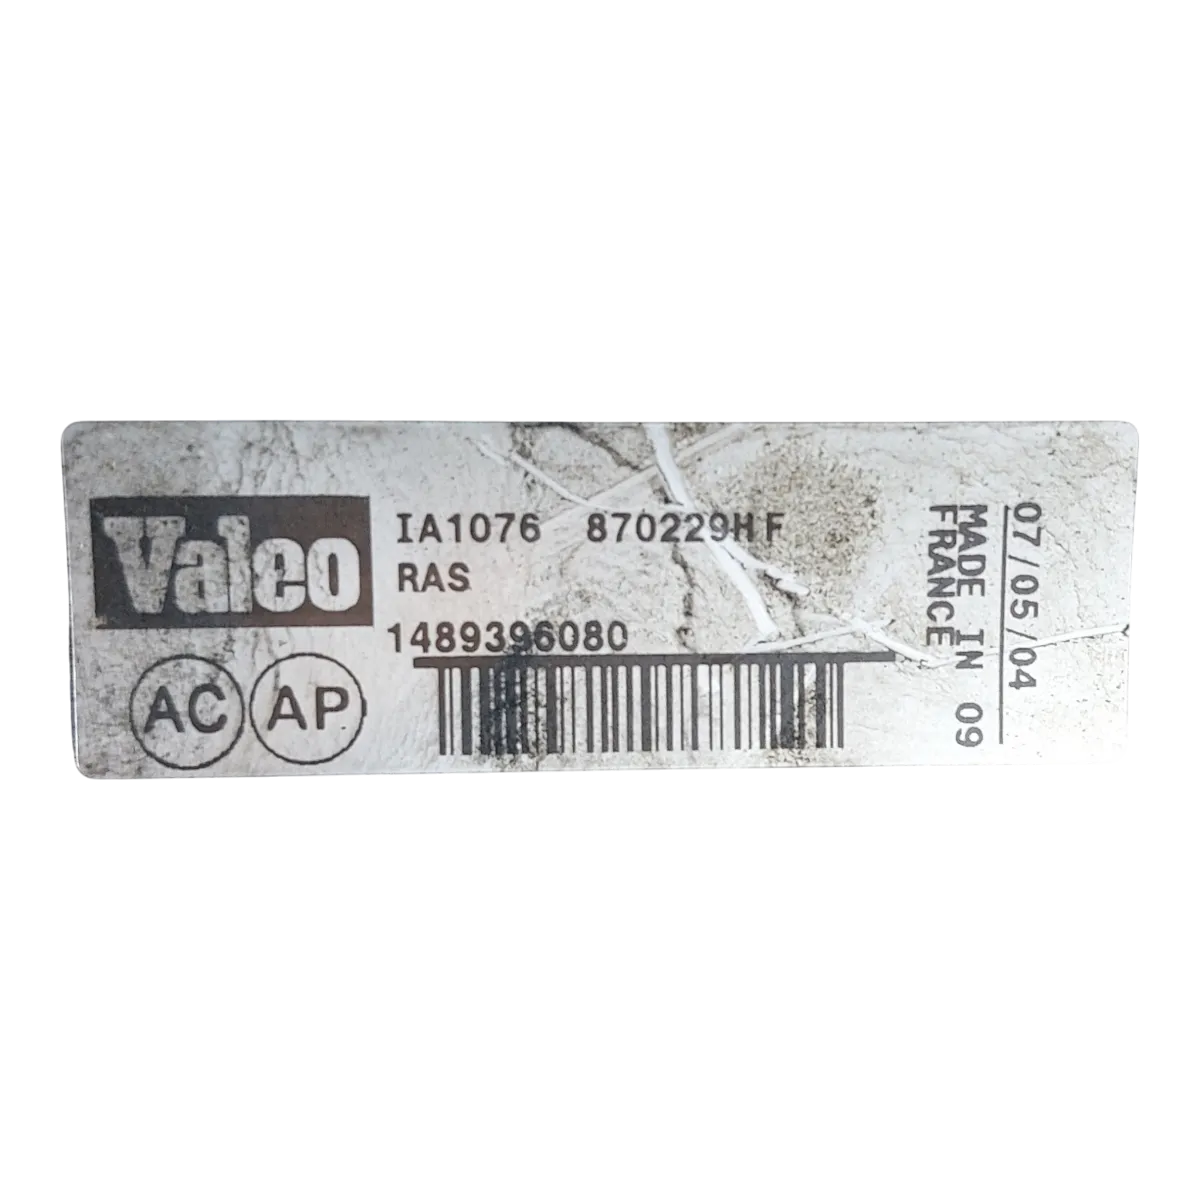 Valeo
IA1076 870229HF
RAS
1489396080
AC AP
07/05/04
MADE IN 09
FRANCE